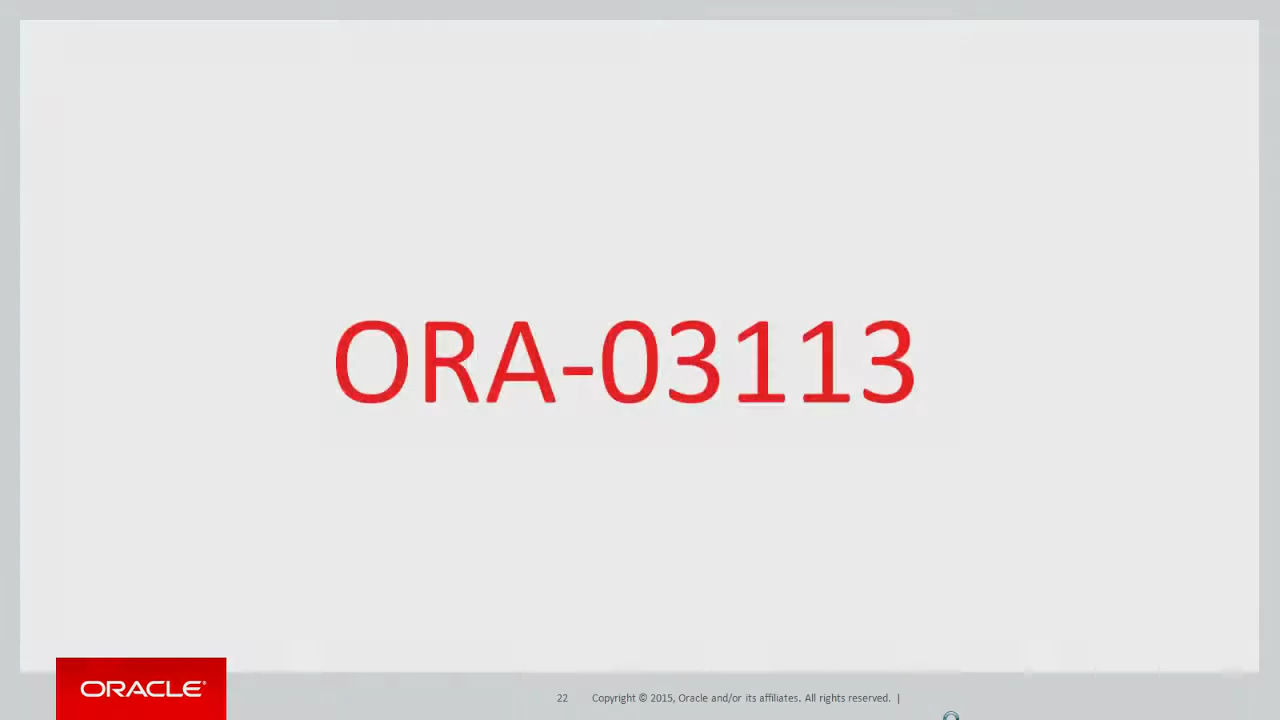 ORA-03113
ORACLE®
22 Copyright © 2015, Oracle and/or its affiliates. All rights reserved. |